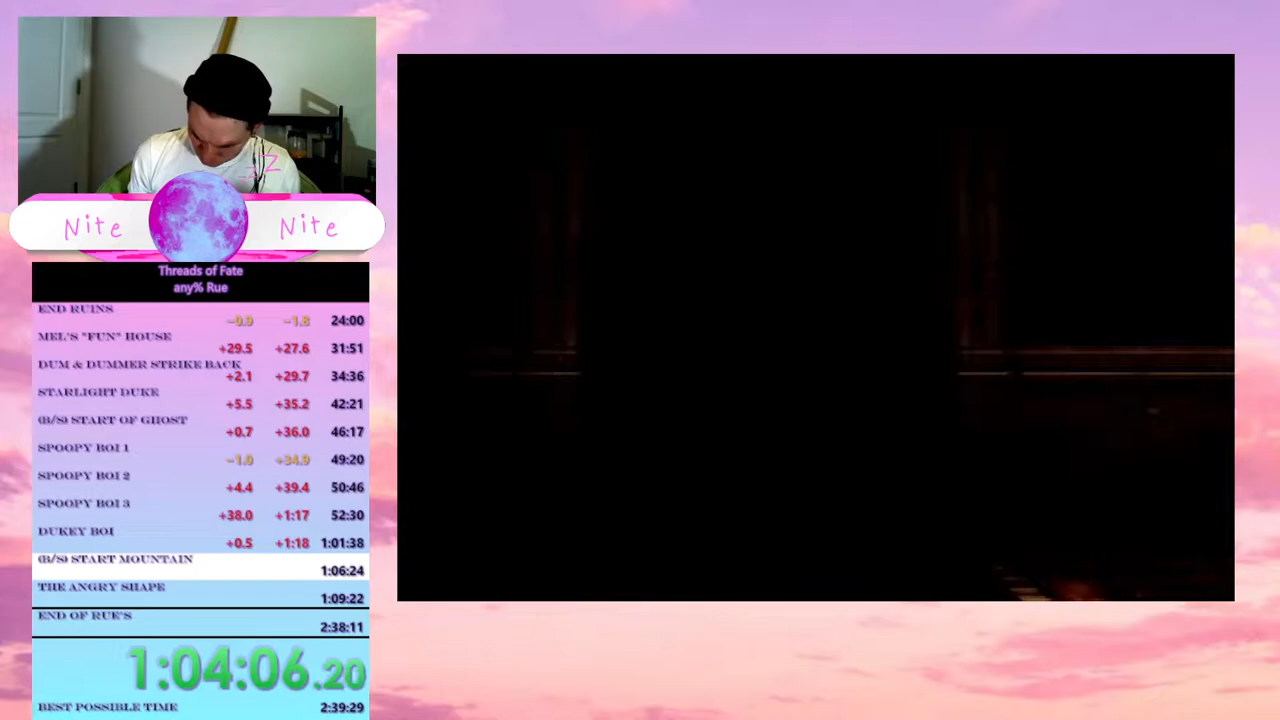 z Z
Nite Nite
Threads of Fate
any% Rue
END RUINS −0.9 −1.8 24:00
MEL'S "FUN" HOUSE +29.5 +27.6 31:51
DUM & DUMMER STRIKE BACK +2.1 +29.7 34:36
STARLIGHT DUKE +5.5 +35.2 42:21
(B/S) START OF GHOST +0.7 +36.0 46:17
SPOOPY BOI 1 −1.0 +34.9 49:20
SPOOPY BOI 2 +4.4 +39.4 50:46
SPOOPY BOI 3 +38.0 +1:17 52:30
DUKEY BOI +0.5 +1:18 1:01:38
(B/S) START MOUNTAIN 1:06:24
THE ANGRY SHAPE 1:09:22
END OF RUE'S 2:38:11
1:04:06.20
BEST POSSIBLE TIME 2:39:29